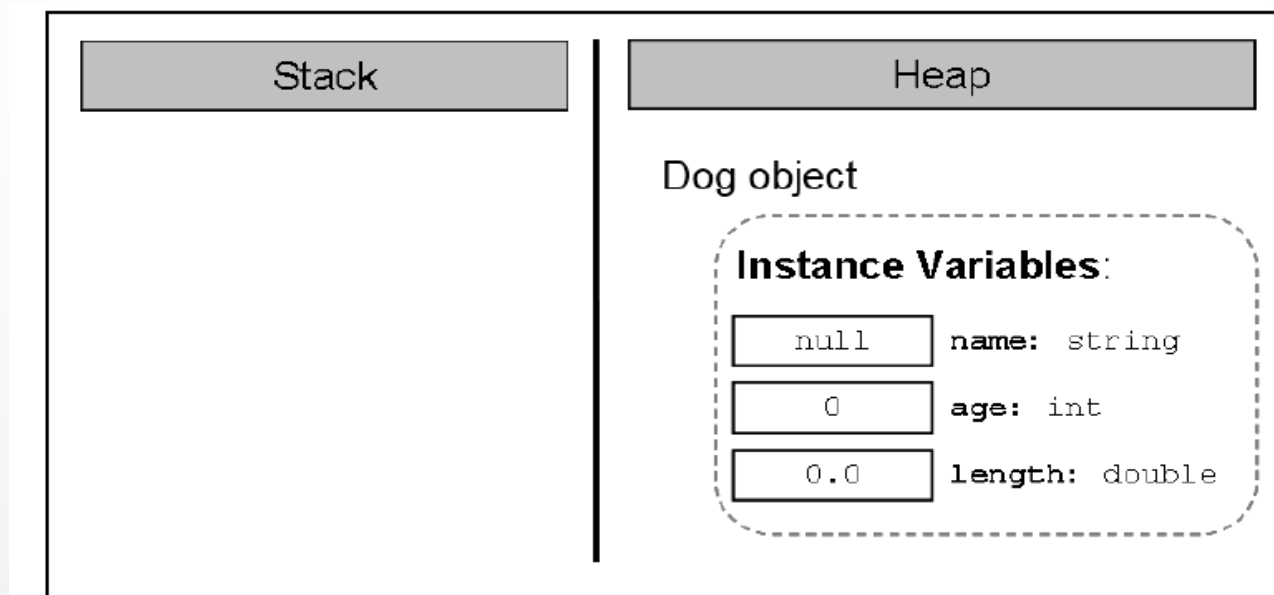 Stack
Heap
Dog object
Instance Variables:
null name: string
0 age: int
0.0 length: double